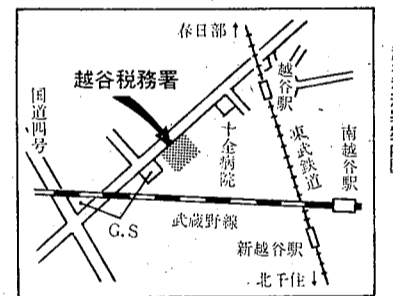 春日部↑
越谷税務署
越谷駅
国道四号
十全病院
東武鉄道
南越谷駅
G.S
武蔵野線
新越谷駅
北千住↓